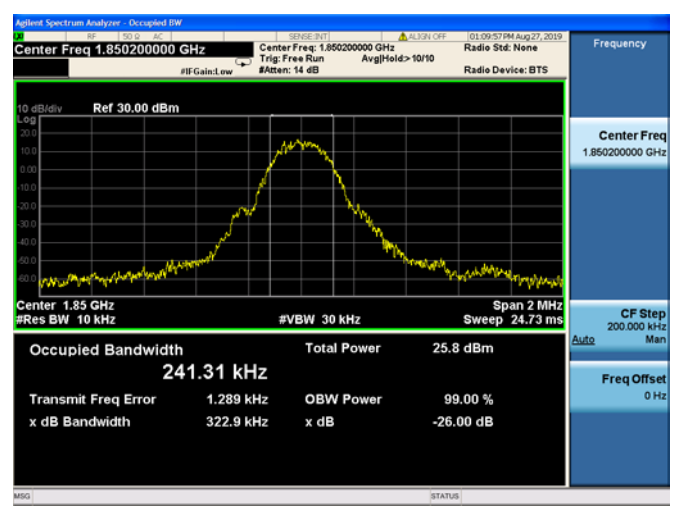 Agilent Spectrum Analyzer - Occupied BW
RF 50 Ω AC SENSE:INT ALIGN OFF 01:09:57 PM Aug 27, 2019
Center Freq 1.850200000 GHz
Center Freq: 1.850200000 GHz
Radio Std: None
Trig: Free Run Avg|Hold:> 10/10
#IFGain:Low #Atten: 14 dB Radio Device: BTS
Frequency
10 dB/div Ref 30.00 dBm
Log
20.0
10.0
0.00
-10.0
-20.0
-30.0
-40.0
-50.0
-60.0
Center Freq
1.850200000 GHz
Center 1.85 GHz Span 2 MHz
#Res BW 10 kHz #VBW 30 kHz Sweep 24.73 ms
CF Step
200.000 kHz
Auto Man
Occupied Bandwidth Total Power 25.8 dBm
241.31 kHz
Transmit Freq Error 1.289 kHz OBW Power 99.00 %
x dB Bandwidth 322.9 kHz x dB -26.00 dB
Freq Offset
0 Hz
MSG STATUS